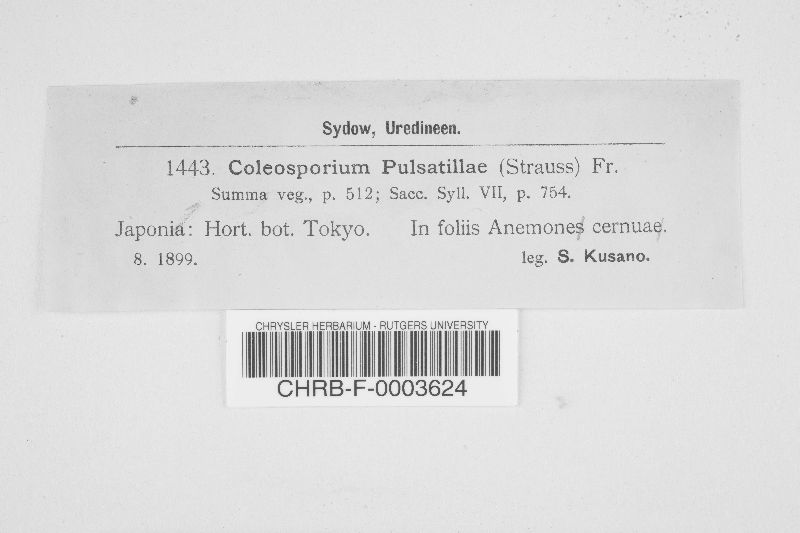 Sydow, Uredineen.
1443. Coleosporium Pulsatillae (Strauss) Fr.
Summa veg., p. 512; Sacc. Syll. VII, p. 754.
Japonia: Hort. bot. Tokyo. In foliis Anemones cernuae.
8. 1899. leg. S. Kusano.
CHRYSLER HERBARIUM - RUTGERS UNIVERSITY
CHRB-F-0003624